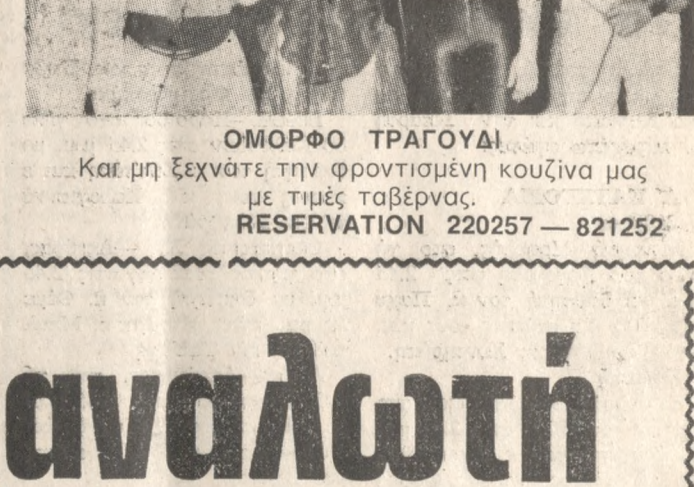 ΟΜΟΡΦΟ ΤΡΑΓΟΥΔΙ
Και μη ξεχνάτε την φροντισμένη κουζίνα μας
με τιμές ταβέρνας.
RESERVATION 220257 — 821252
αναλωτή